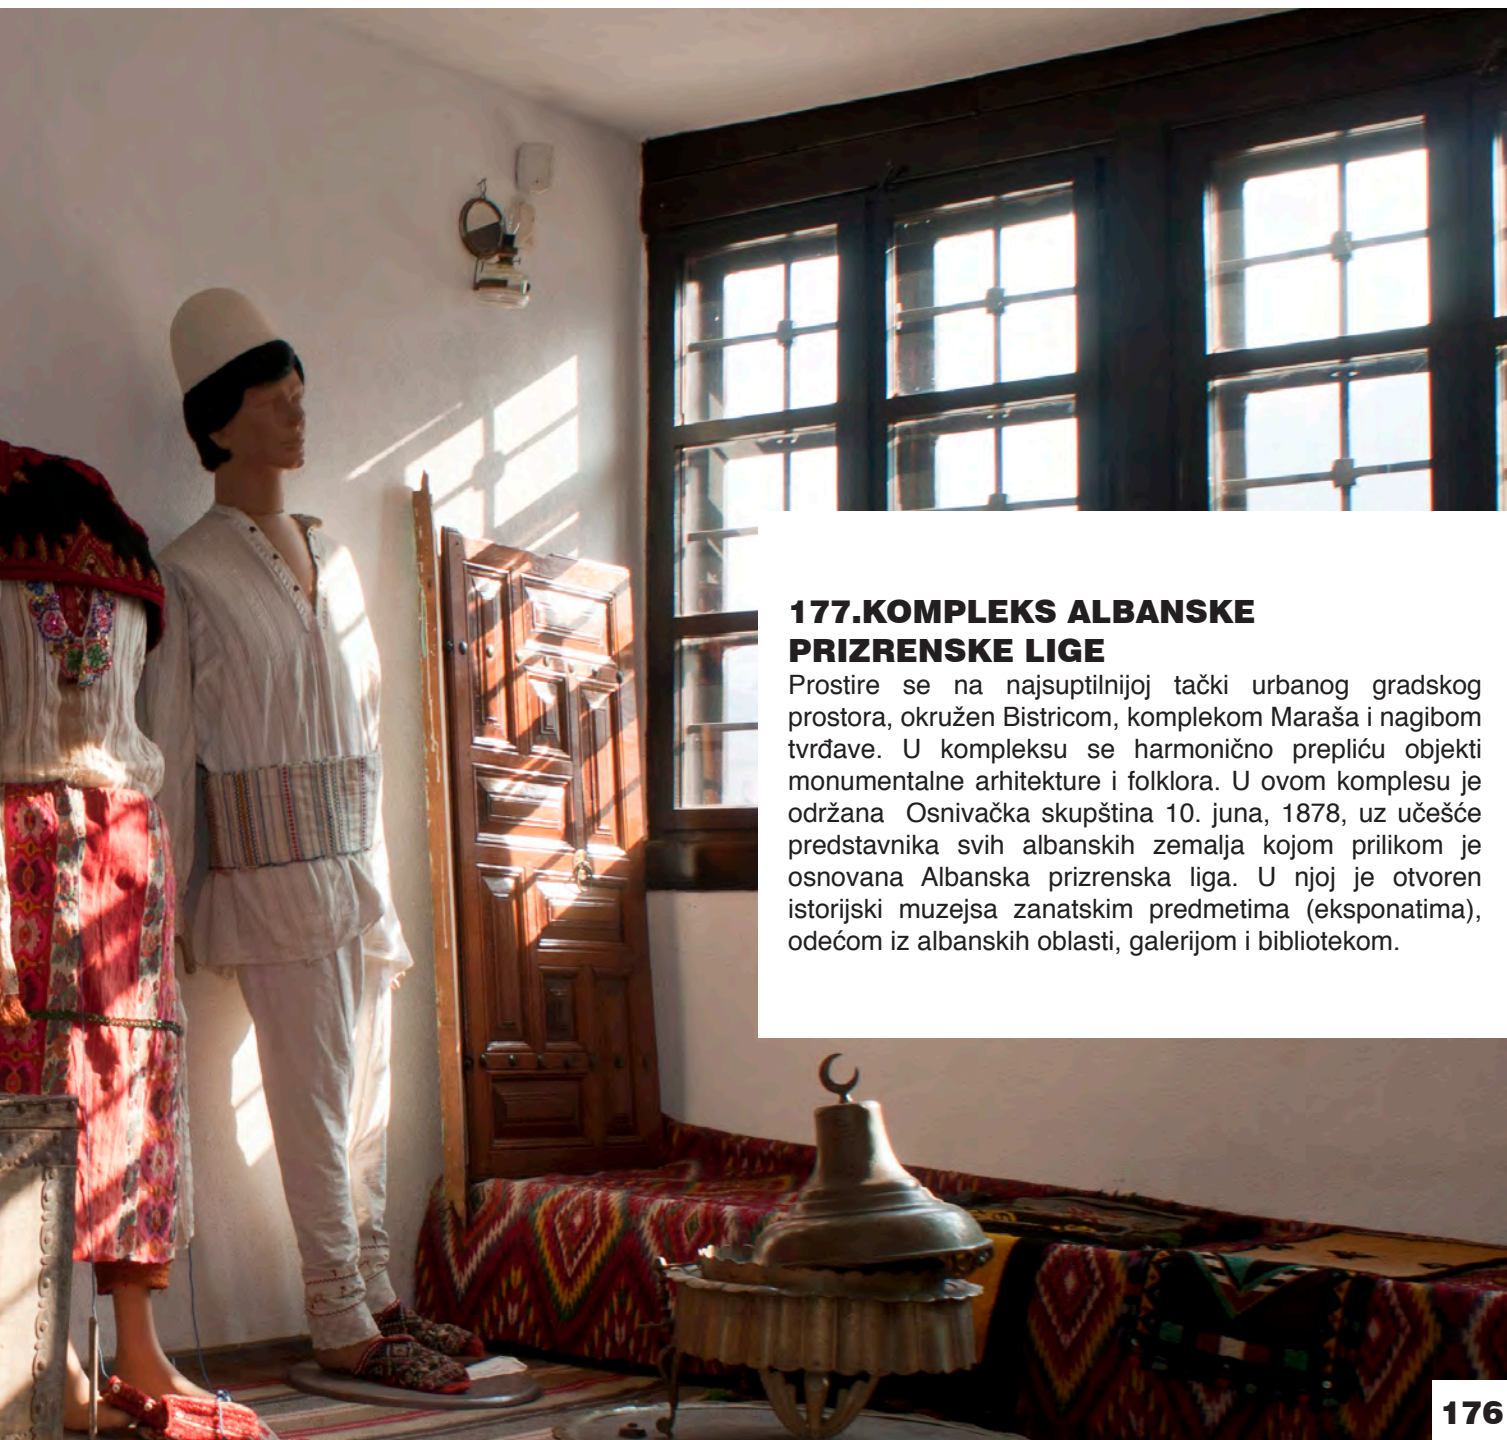 177.KOMPLEKS ALBANSKE
PRIZRENSKE LIGE
Prostire se na najsuptilnijoj tački urbanog gradskog
prostora, okružen Bistricom, komplekom Maraša i nagibom
tvrđave. U kompleksu se harmonično prepliću objekti
monumentalne arhitekture i folklora. U ovom komplesu je
održana Osnivačka skupština 10. juna, 1878, uz učešće
predstavnika svih albanskih zemalja kojom prilikom je
osnovana Albanska prizrenska liga. U njoj je otvoren
istorijski muzejsa zanatskim predmetima (eksponatima),
odećom iz albanskih oblasti, galerijom i bibliotekom.
176